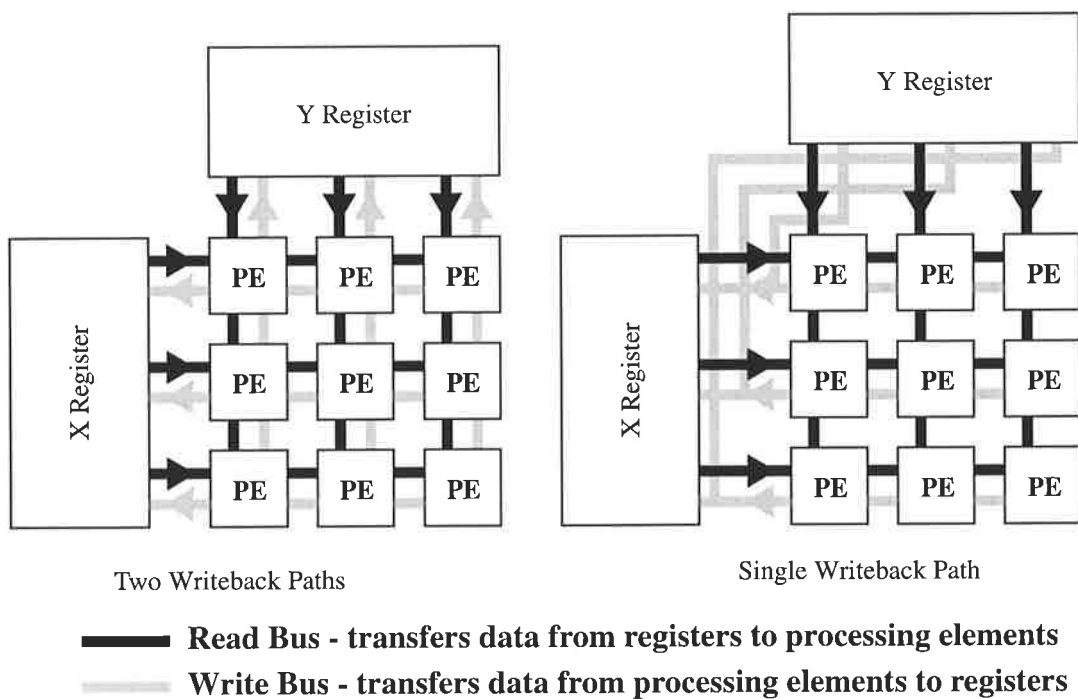 Y Register
Y Register
X Register
PE PE PE
PE PE PE
PE PE PE
X Register
PE PE PE
PE PE PE
PE PE PE
Two Writeback Paths
Single Writeback Path
Read Bus - transfers data from registers to processing elements
Write Bus - transfers data from processing elements to registers